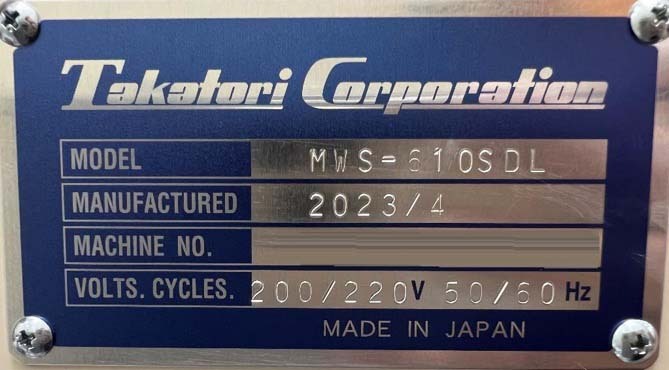 Takatori Corporation
MODEL MWS-610SDL
MANUFACTURED 2023/4
MACHINE NO.
VOLTS. CYCLES. 200/220V 50/60 Hz
MADE IN JAPAN